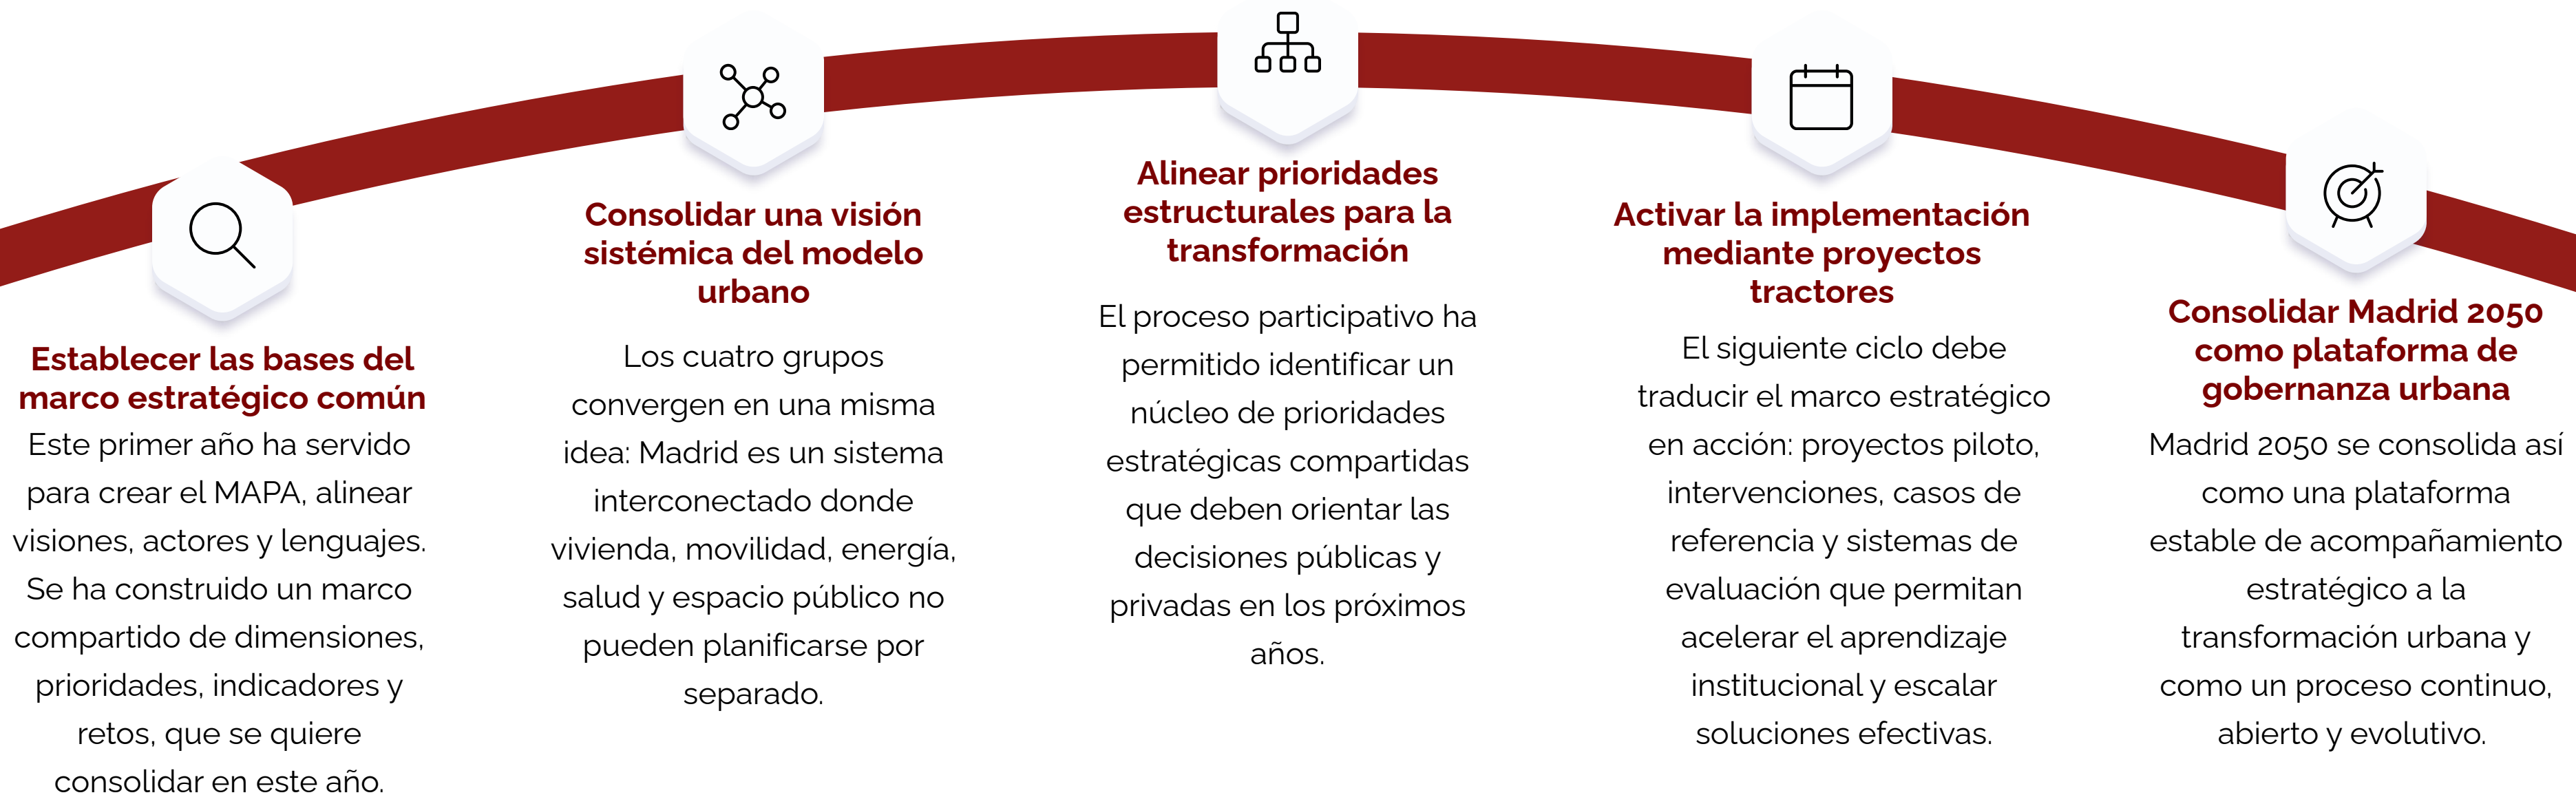 Establecer las bases del
marco estratégico común
Este primer año ha servido
para crear el MAPA, alinear
visiones, actores y lenguajes.
Se ha construido un marco
compartido de dimensiones,
prioridades, indicadores y
retos, que se quiere
consolidar en este año.
Consolidar una visión
sistémica del modelo
urbano
Los cuatro grupos
convergen en una misma
idea: Madrid es un sistema
interconectado donde
vivienda, movilidad, energía,
salud y espacio público no
pueden planificarse por
separado.
Alinear prioridades
estructurales para la
transformación
El proceso participativo ha
permitido identificar un
núcleo de prioridades
estratégicas compartidas
que deben orientar las
decisiones públicas y
privadas en los próximos
años.
Activar la implementación
mediante proyectos
tractores
El siguiente ciclo debe
traducir el marco estratégico
en acción: proyectos piloto,
intervenciones, casos de
referencia y sistemas de
evaluación que permitan
acelerar el aprendizaje
institucional y escalar
soluciones efectivas.
Consolidar Madrid 2050
como plataforma de
gobernanza urbana
Madrid 2050 se consolida así
como una plataforma
estable de acompañamiento
estratégico a la
transformación urbana y
como un proceso continuo,
abierto y evolutivo.